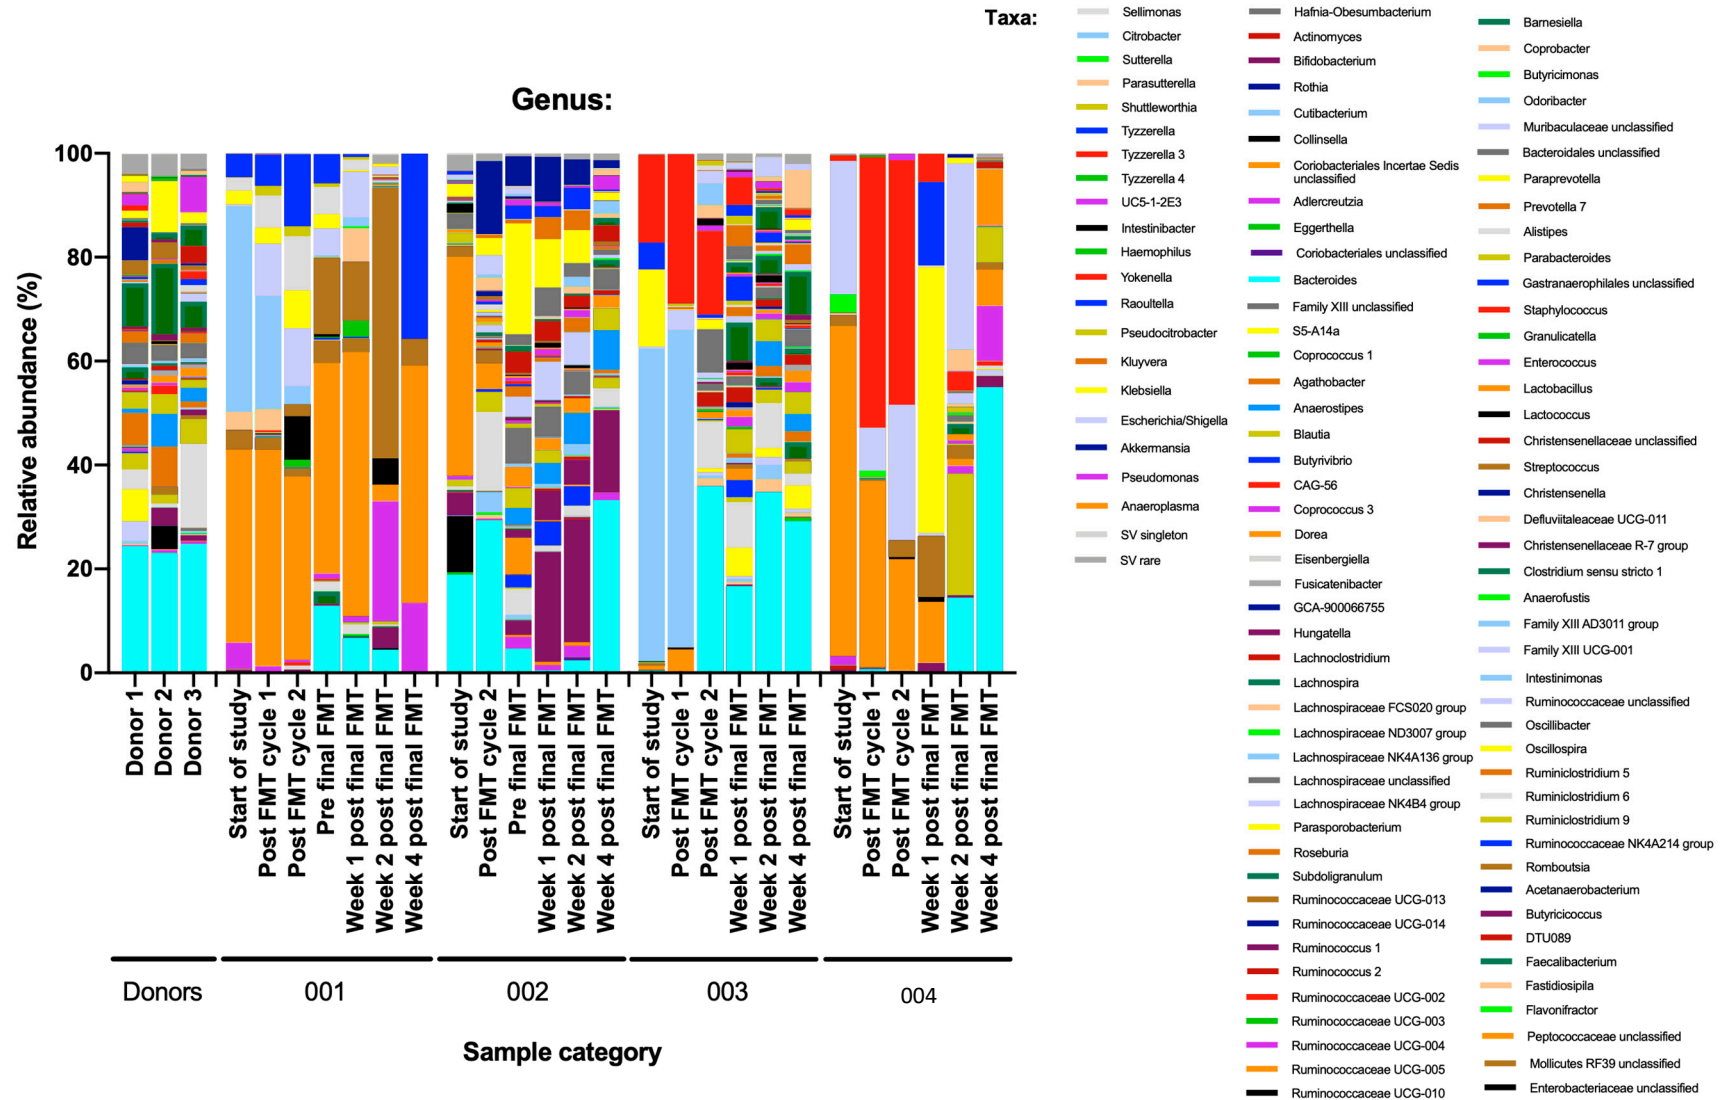 Taxa:
Genus:
Relative abundance (%)
100
80
60
40
20
0
Donor 1
Donor 2
Donor 3
Start of study
Post FMT cycle 1
Post FMT cycle 2
Pre final FMT
Week 1 post final FMT
Week 2 post final FMT
Week 4 post final FMT
Start of study
Post FMT cycle 2
Pre final FMT
Week 1 post final FMT
Week 2 post final FMT
Week 4 post final FMT
Start of study
Post FMT cycle 1
Post FMT cycle 2
Week 1 post final FMT
Week 2 post final FMT
Week 4 post final FMT
Start of study
Post FMT cycle 1
Post FMT cycle 2
Week 1 post final FMT
Week 2 post final FMT
Week 4 post final FMT
Donors
001
002
003
004
Sample category
Sellimonas
Citrobacter
Sutterella
Parasutterella
Shuttleworthia
Tyzzerella
Tyzzerella 3
Tyzzerella 4
UC5-1-2E3
Intestinibacter
Haemophilus
Yokenella
Raoultella
Pseudocitrobacter
Kluyvera
Klebsiella
Escherichia/Shigella
Akkermansia
Pseudomonas
Anaeroplasma
SV singleton
SV rare
Hafnia-Obesumbacterium
Actinomyces
Bifidobacterium
Rothia
Cutibacterium
Collinsella
Coriobacteriales Incertae Sedis
unclassified
Adlercreutzia
Eggerthella
Coriobacteriales unclassified
Bacteroides
Family XIII unclassified
S5-A14a
Coprococcus 1
Agathobacter
Anaerostipes
Blautia
Butyrivibrio
CAG-56
Coprococcus 3
Dorea
Eisenbergiella
Fusicatenibacter
GCA-900066755
Hungatella
Lachnoclostridium
Lachnospira
Lachnospiraceae FCS020 group
Lachnospiraceae ND3007 group
Lachnospiraceae NK4A136 group
Lachnospiraceae unclassified
Lachnospiraceae NK4B4 group
Parasporobacterium
Roseburia
Subdoligranulum
Ruminococcaceae UCG-013
Ruminococcaceae UCG-014
Ruminococcus 1
Ruminococcus 2
Ruminococcaceae UCG-002
Ruminococcaceae UCG-003
Ruminococcaceae UCG-004
Ruminococcaceae UCG-005
Ruminococcaceae UCG-010
Barnesiella
Coprobacter
Butyricimonas
Odoribacter
Muribaculaceae unclassified
Bacteroidales unclassified
Paraprevotella
Prevotella 7
Alistipes
Parabacteroides
Gastranaerophilales unclassified
Staphylococcus
Granulicatella
Enterococcus
Lactobacillus
Lactococcus
Christensenellaceae unclassified
Streptococcus
Christensenella
Defluviitaleaceae UCG-011
Christensenellaceae R-7 group
Clostridium sensu stricto 1
Anaerofustis
Family XIII AD3011 group
Family XIII UCG-001
Intestinimonas
Ruminococcaceae unclassified
Oscillibacter
Oscillospira
Ruminiclostridium 5
Ruminiclostridium 6
Ruminiclostridium 9
Ruminococcaceae NK4A214 group
Romboutsia
Acetanaerobacterium
Butyricicoccus
DTU089
Faecalibacterium
Fastidiosipila
Flavonifractor
Peptococcaceae unclassified
Mollicutes RF39 unclassified
Enterobacteriaceae unclassified